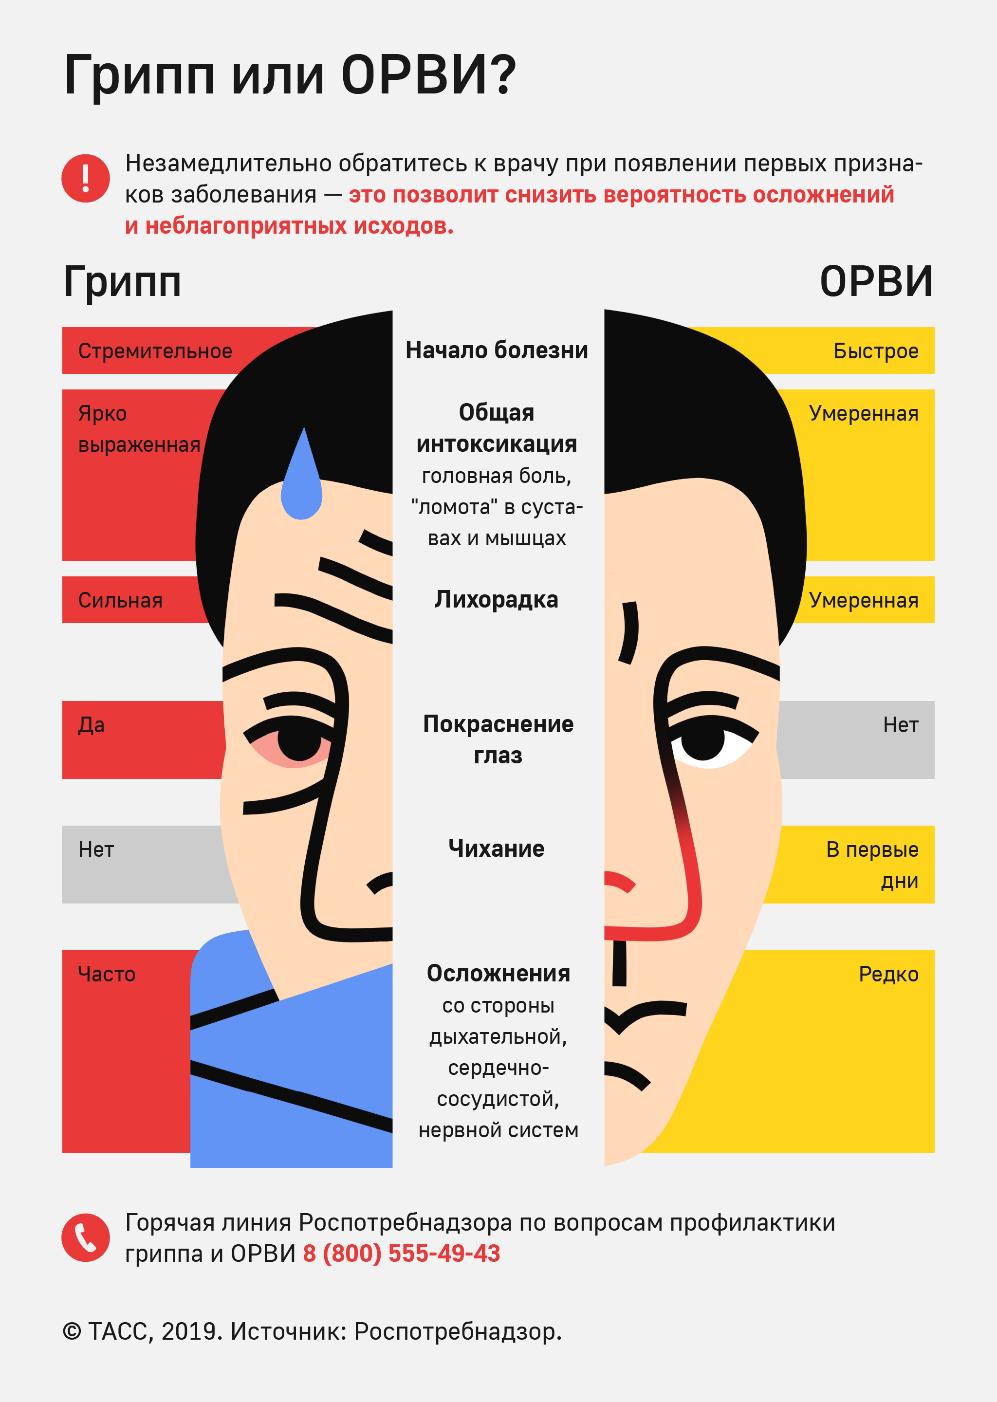 Грипп или ОРВИ?
!
Незамедлительно обратитесь к врачу при появлении первых призна-
ков заболевания — это позволит снизить вероятность осложнений
и неблагоприятных исходов.
Грипп
ОРВИ
Стремительное
Начало болезни
Быстрое
Ярко
выраженная
Общая
интоксикация
головная боль,
"ломота" в суста-
вах и мышцах
Умеренная
Сильная
Лихорадка
Умеренная
Да
Покраснение
глаз
Нет
Нет
Чихание
В первые
дни
Часто
Осложнения
со стороны
дыхательной,
сердечно-
сосудистой,
нервной систем
Редко
Горячая линия Роспотребнадзора по вопросам профилактики
гриппа и ОРВИ 8 (800) 555-49-43
© ТАСС, 2019. Источник: Роспотребнадзор.